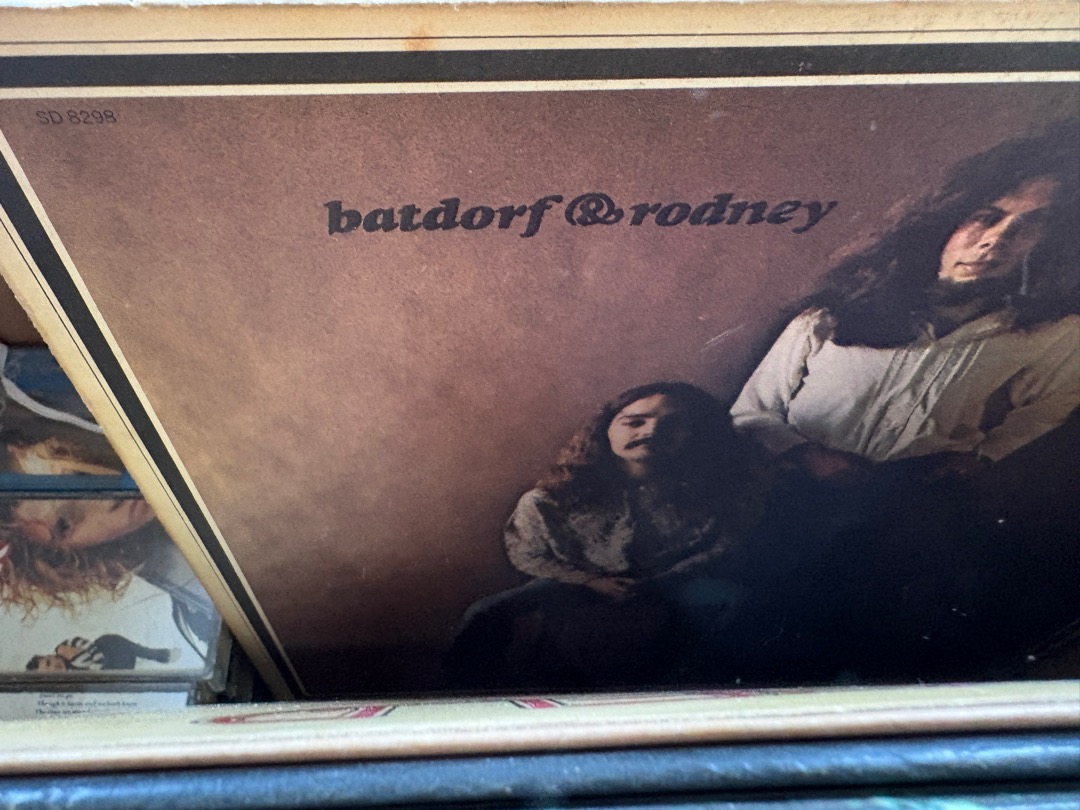 SD 8298
batdorf & rodney